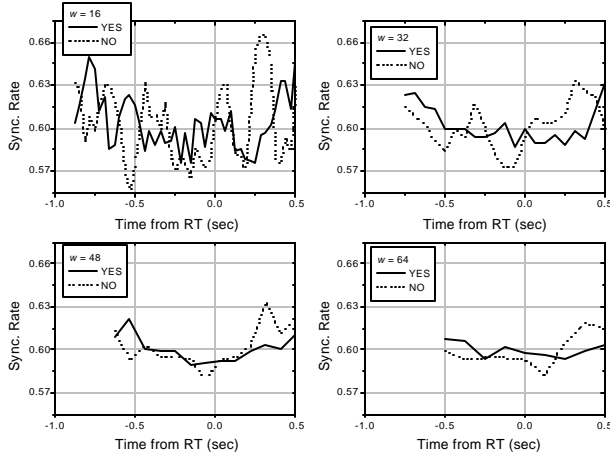 w = 16
YES
NO
0.66
0.63
0.60
0.57
Sync. Rate
-1.0
-0.5
0.0
0.5
Time from RT (sec)
w = 32
YES
NO
0.66
0.63
0.60
0.57
Sync. Rate
-1.0
-0.5
0.0
0.5
Time from RT (sec)
w = 48
YES
NO
0.66
0.63
0.60
0.57
Sync. Rate
-1.0
-0.5
0.0
0.5
Time from RT (sec)
w = 64
YES
NO
0.66
0.63
0.60
0.57
Sync. Rate
-1.0
-0.5
0.0
0.5
Time from RT (sec)